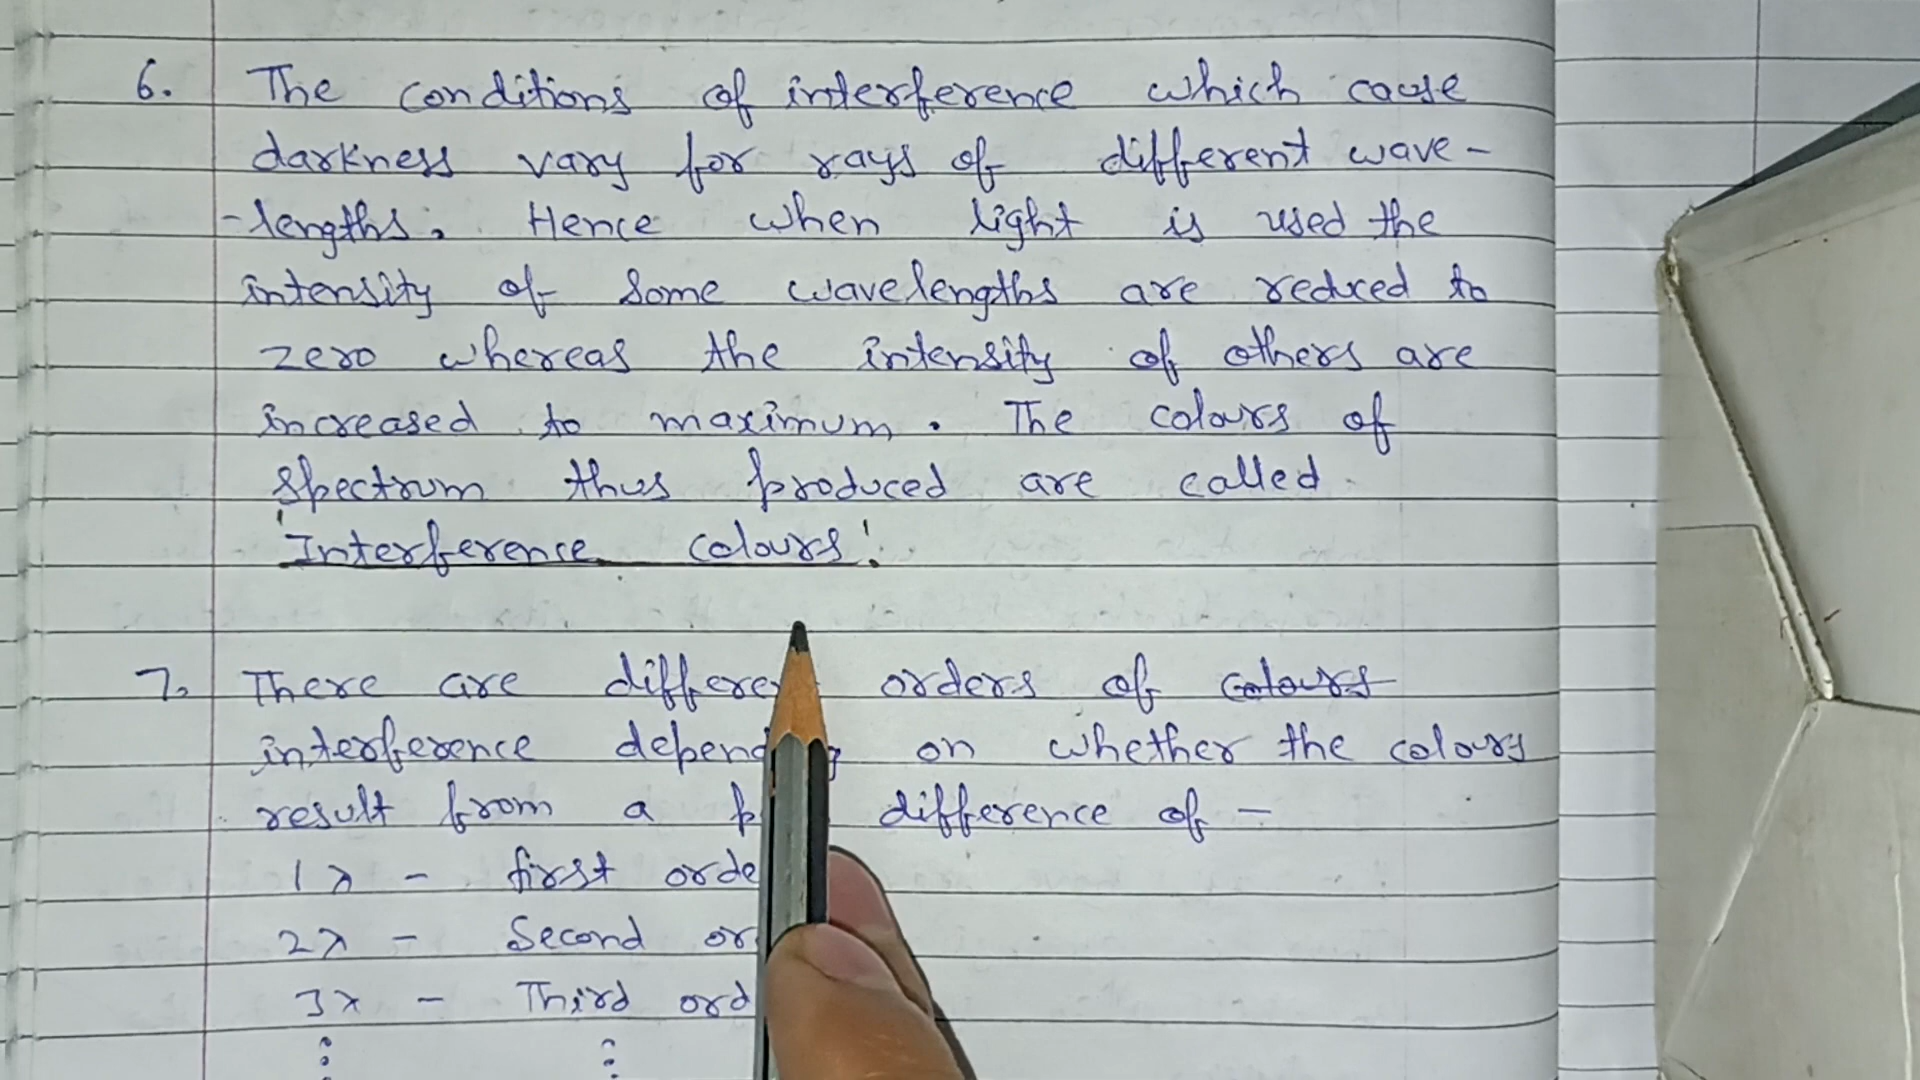 6. The conditions of interference which cause
darkness vary for rays of different wave-
-lengths. Hence when light is used the
intensity of some wavelengths are reduced to
zero whereas the intensity of others are
increased to maximum. The colours of
spectrum thus produced are called
'Interference colours'.
7. There are orders of colours
interference on whether the colours
result from a difference of -
1λ - first
2λ - Second
3λ - Third